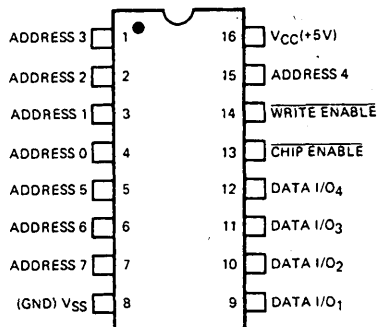 ADDRESS 3 1 16 VCC(+5V)
ADDRESS 2 2 15 ADDRESS 4
ADDRESS 1 3 14 WRITE ENABLE
ADDRESS 0 4 13 CHIP ENABLE
ADDRESS 5 5 12 DATA I/O4
ADDRESS 6 6 11 DATA I/O3
ADDRESS 7 7 10 DATA I/O2
(GND) VSS 8 9 DATA I/O1